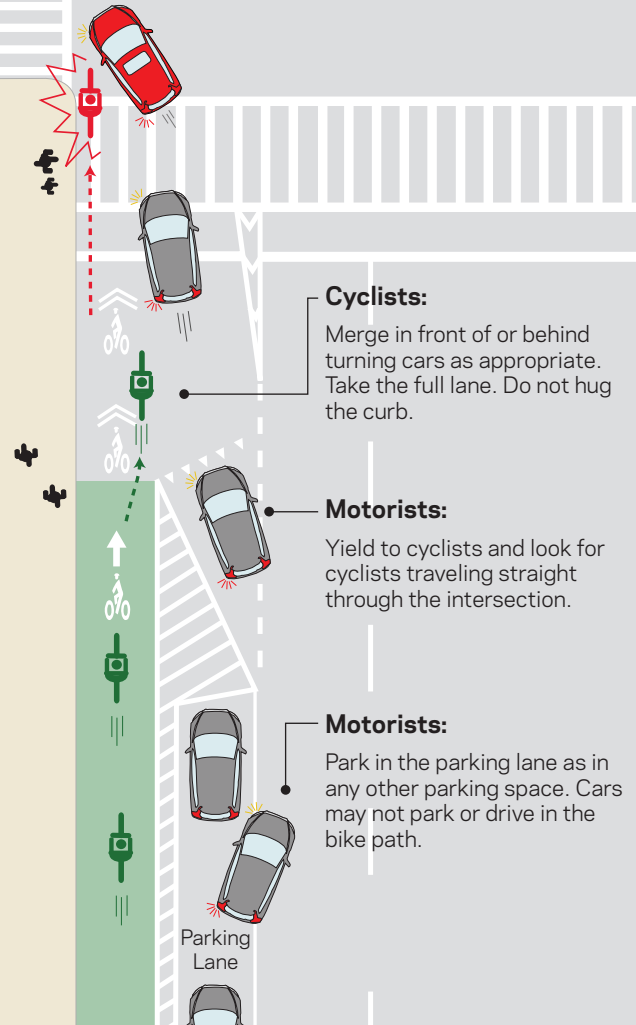 Cyclists:
Merge in front of or behind
turning cars as appropriate.
Take the full lane. Do not hug
the curb.
Motorists:
Yield to cyclists and look for
cyclists traveling straight
through the intersection.
Motorists:
Park in the parking lane as in
any other parking space. Cars
may not park or drive in the
bike path.
Parking
Lane